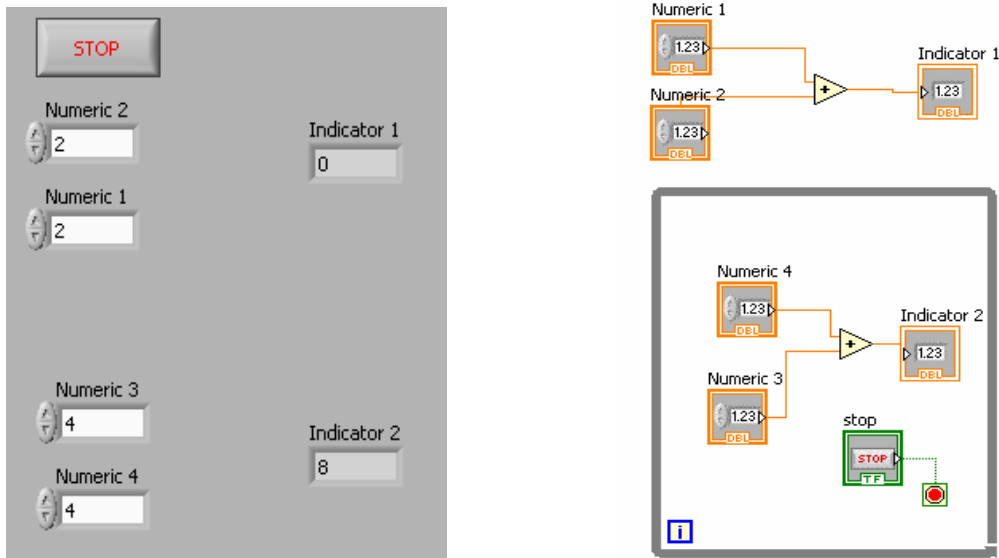 STOP
Numeric 2
2
Numeric 1
2
Indicator 1
0
Numeric 3
4
Numeric 4
4
Indicator 2
8
Numeric 1
1.23
DBL
Numeric 2
1.23
DBL
Indicator 1
1.23
DBL
Numeric 4
1.23
DBL
Numeric 3
1.23
DBL
Indicator 2
1.23
DBL
stop
STOP
TF
i